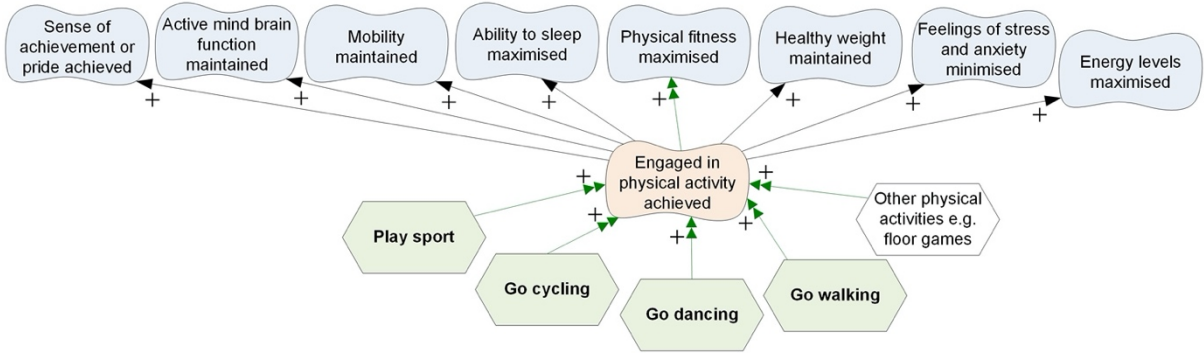 Sense of
achievement or
pride achieved
Active mind brain
function
maintained
Mobility
maintained
Ability to sleep
maximised
Physical fitness
maximised
Healthy weight
maintained
Feelings of stress
and anxiety
minimised
Energy levels
maximised
+
+
+
+
+
+
+
+
Engaged in
physical activity
achieved
+
+
+
+
+
Play sport
Go cycling
Go dancing
Go walking
Other physical
activities e.g.
floor games